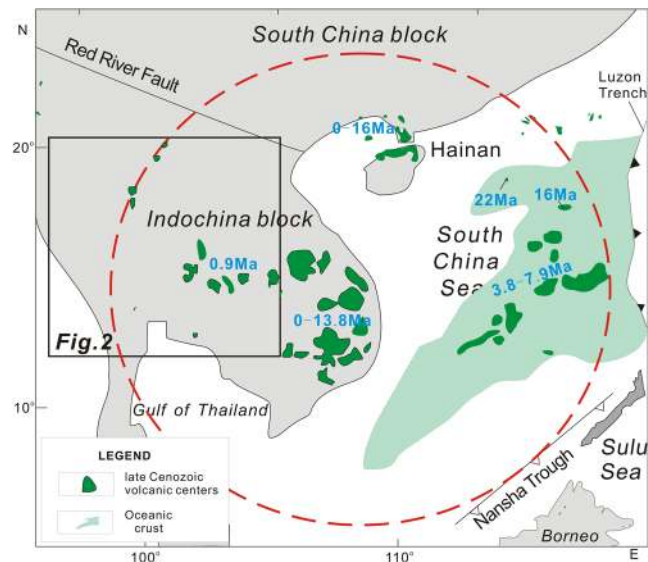 N
South China block
Red River Fault
Luzon
Trench
0-16Ma
20°
Hainan
22Ma
16Ma
Indochina block
South
China
Sea
0.9Ma
3.8-7.9Ma
0-13.8Ma
Fig.2
10°
Gulf of Thailand
LEGEND
late Cenozoic
volcanic centers
Oceanic
crust
Nansha Trough
Sulu
Sea
Borneo
100°
110°
E